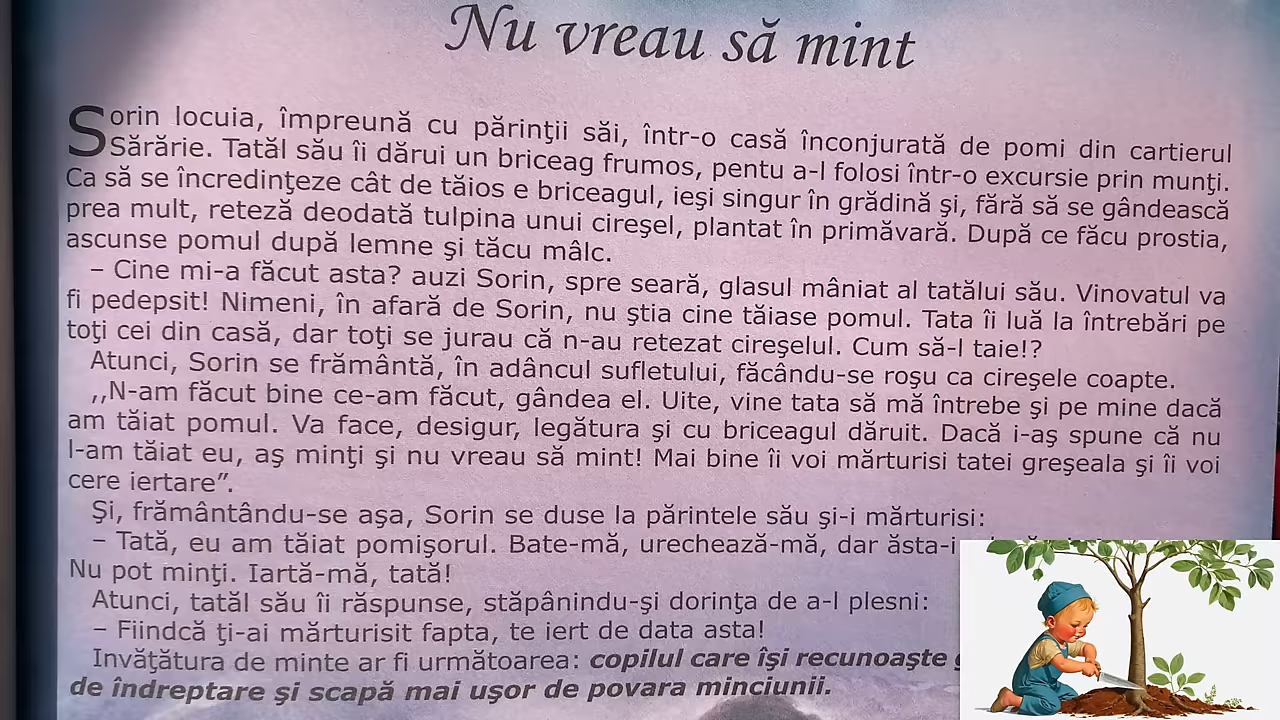 Nu vreau să mint
Sorin locuia, împreună cu părinţii săi, într-o casă înconjurată de pomi din cartierul
Sărărie. Tatăl său îi dărui un briceag frumos, pentu a-l folosi într-o excursie prin munţi.
Ca să se încredinţeze cât de tăios e briceagul, ieşi singur în grădină şi, fără să se gândească
prea mult, reteză deodată tulpina unui cireşel, plantat în primăvară. După ce făcu prostia,
ascunse pomul după lemne şi tăcu mâlc.
– Cine mi-a făcut asta? auzi Sorin, spre seară, glasul mâniat al tatălui său. Vinovatul va
fi pedepsit! Nimeni, în afară de Sorin, nu ştia cine tăiase pomul. Tata îi luă la întrebări pe
toţi cei din casă, dar toţi se jurau că n-au retezat cireşelul. Cum să-l taie!?
Atunci, Sorin se frământă, în adâncul sufletului, făcându-se roşu ca cireşele coapte.
,,N-am făcut bine ce-am făcut, gândea el. Uite, vine tata să mă întrebe şi pe mine dacă
am tăiat pomul. Va face, desigur, legătura şi cu briceagul dăruit. Dacă i-aş spune că nu
l-am tăiat eu, aş minţi şi nu vreau să mint! Mai bine îi voi mărturisi tatei greşeala şi îi voi
cere iertare”.
Şi, frământându-se aşa, Sorin se duse la părintele său şi-i mărturisi:
– Tată, eu am tăiat pomişorul. Bate-mă, urechează-mă, dar
Nu pot minţi. Iartă-mă, tată!
Atunci, tatăl său îi răspunse, stăpânindu-şi dorinţa de a-l plesni:
– Fiindcă ţi-ai mărturisit fapta, te iert de data asta!
Invăţătura de minte ar fi următoarea: copilul care îşi recunoaşte
de îndreptare şi scapă mai uşor de povara minciunii.